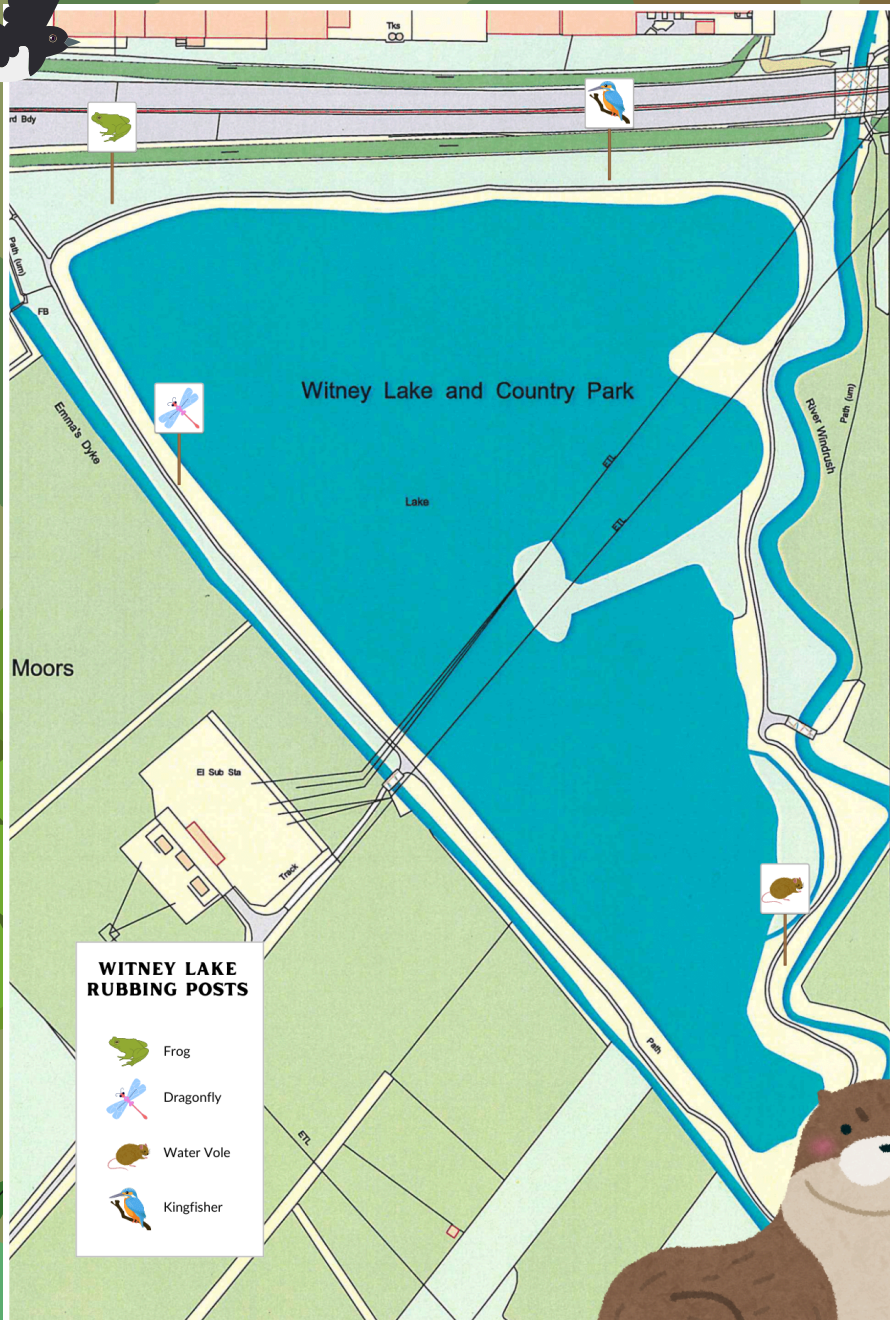 Tks
rd Bdy
Path (um)
FB
Witney Lake and Country Park
Emma's Dyke
River Windrush
Path (um)
ETL
Lake
ETL
Moors
El Sub Sta
Track
WITNEY LAKE
RUBBING POSTS
Frog
Dragonfly
Water Vole
Kingfisher
Path
ETL